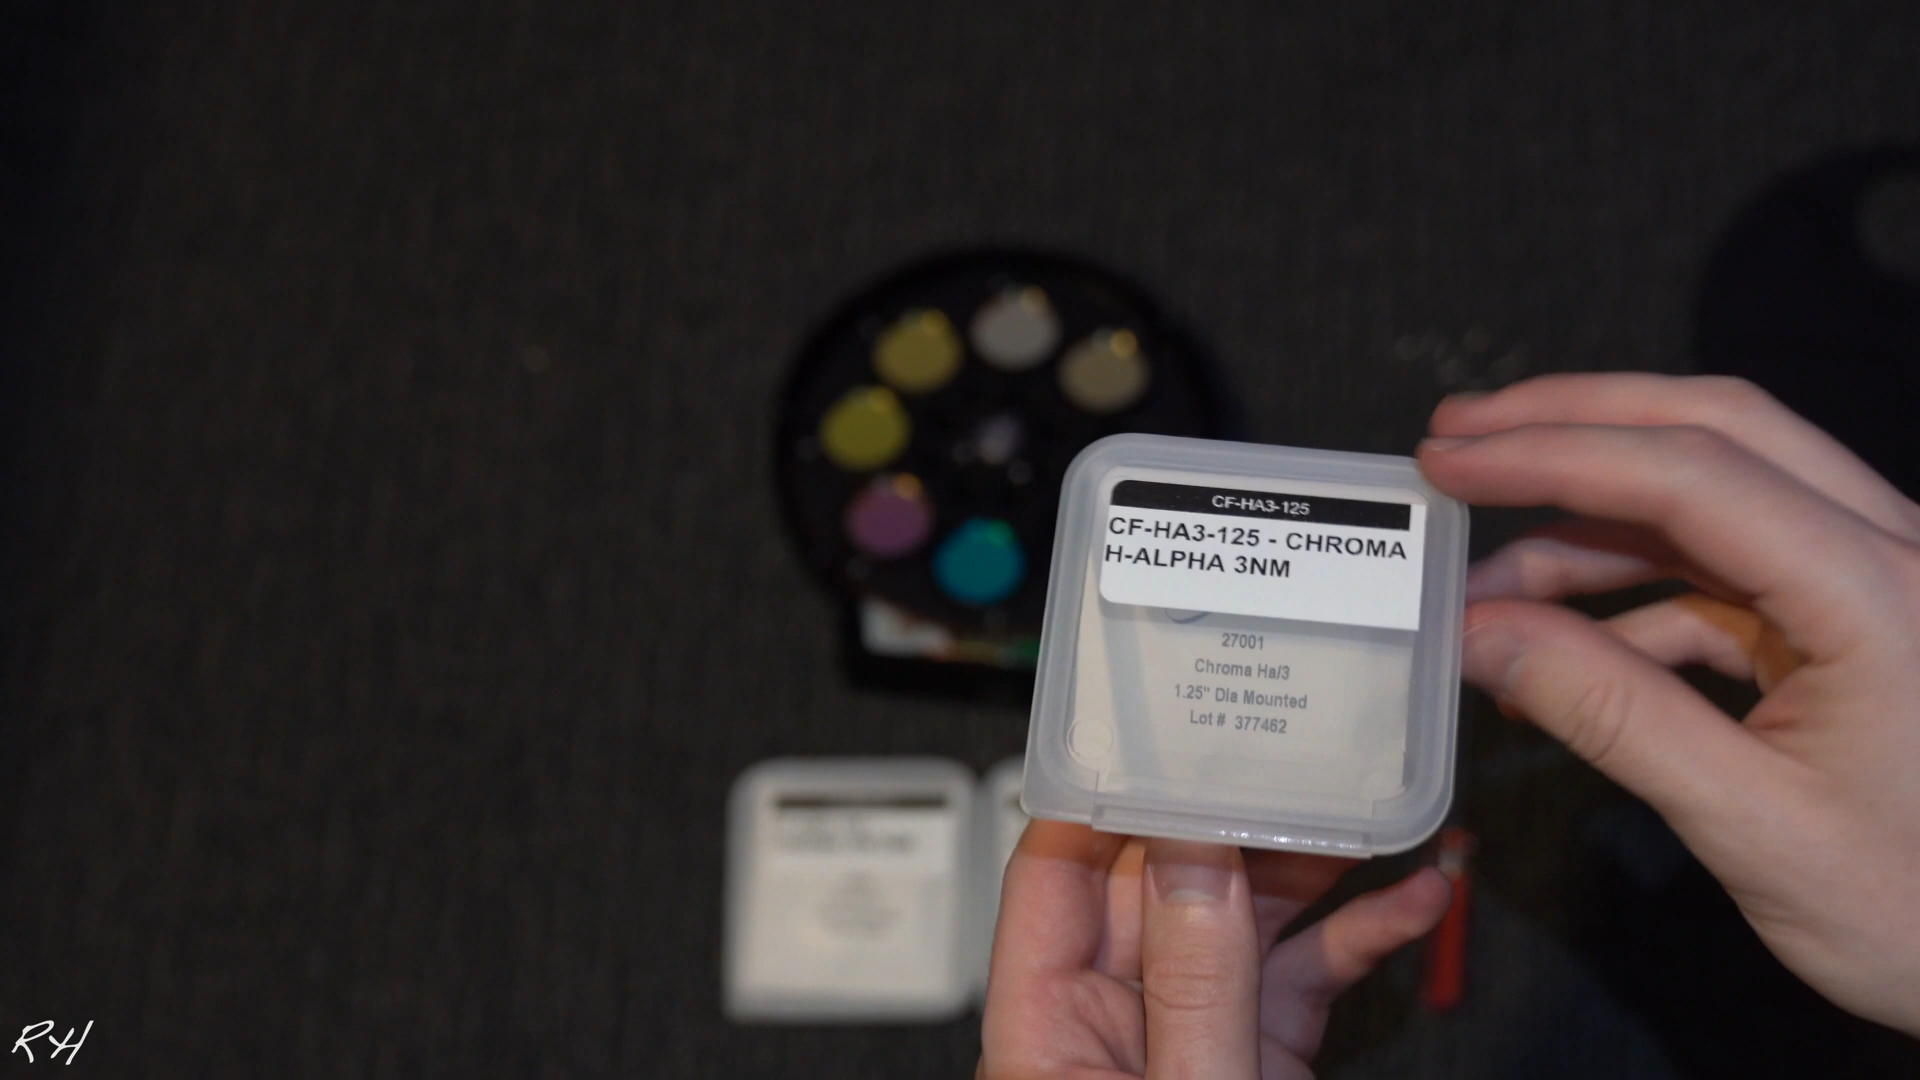 CF-HA3-125
CF-HA3-125 - CHROMA
H-ALPHA 3NM
27001
Chroma Ha/3
1.25" Dia Mounted
Lot # 377462
RH